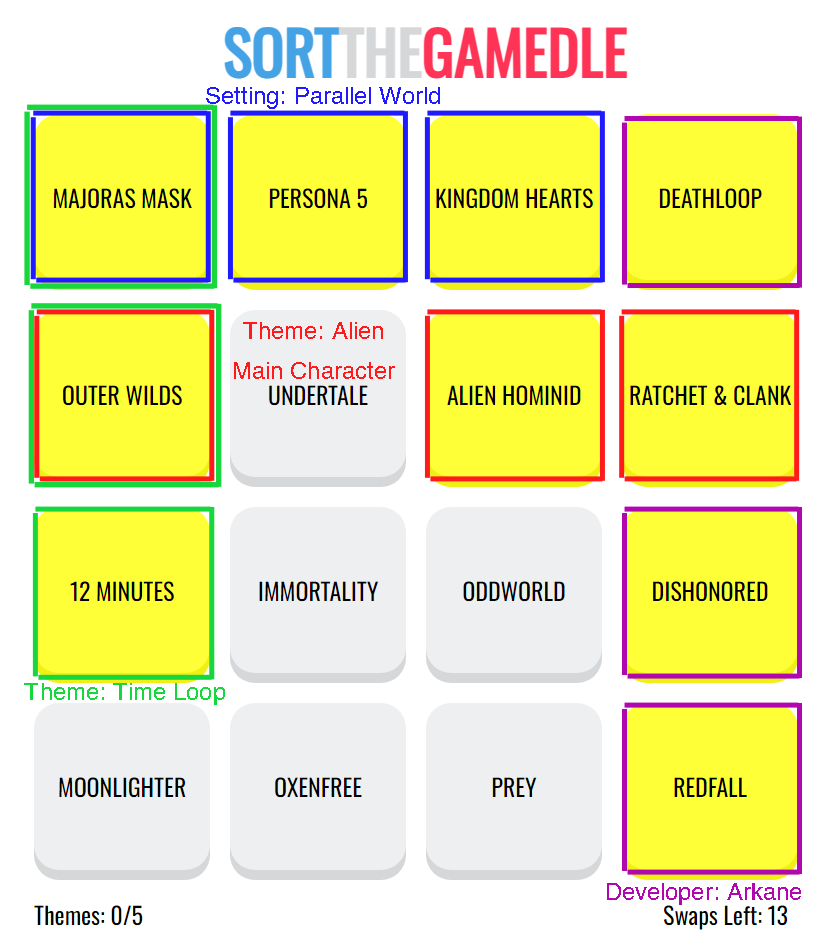 SORTTHEGAMEDLE
Setting: Parallel World
MAJORAS MASK
PERSONA 5
KINGDOM HEARTS
DEATHLOOP
OUTER WILDS
Theme: Alien
Main Character
UNDERTALE
ALIEN HOMINID
RATCHET & CLANK
12 MINUTES
IMMORTALITY
ODDWORLD
DISHONORED
Theme: Time Loop
MOONLIGHTER
OXENFREE
PREY
REDFALL
Developer: Arkane
Themes: 0/5
Swaps Left: 13